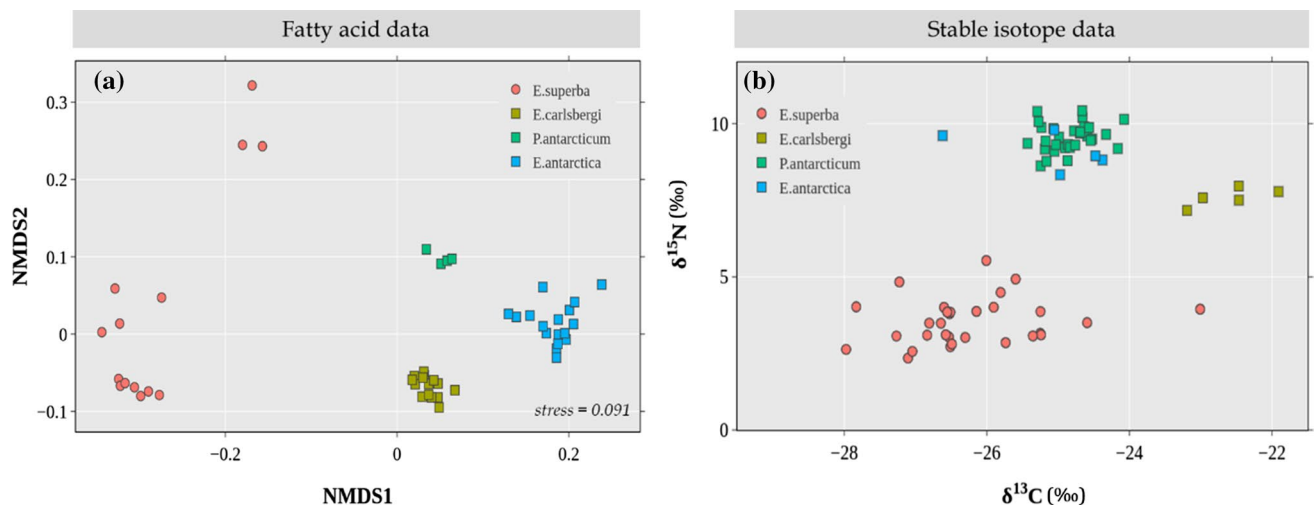 Fatty acid data
(a)
E.superba
E.carlsbergi
P.antarcticum
E.antarctica
0.3
0.2
0.1
0
−0.1
NMDS2
stress = 0.091
−0.2
0
0.2
NMDS1
Stable isotope data
(b)
E.superba
E.carlsbergi
P.antarcticum
E.antarctica
10
5
0
δ¹⁵N (‰)
−28
−26
−24
−22
δ¹³C (‰)